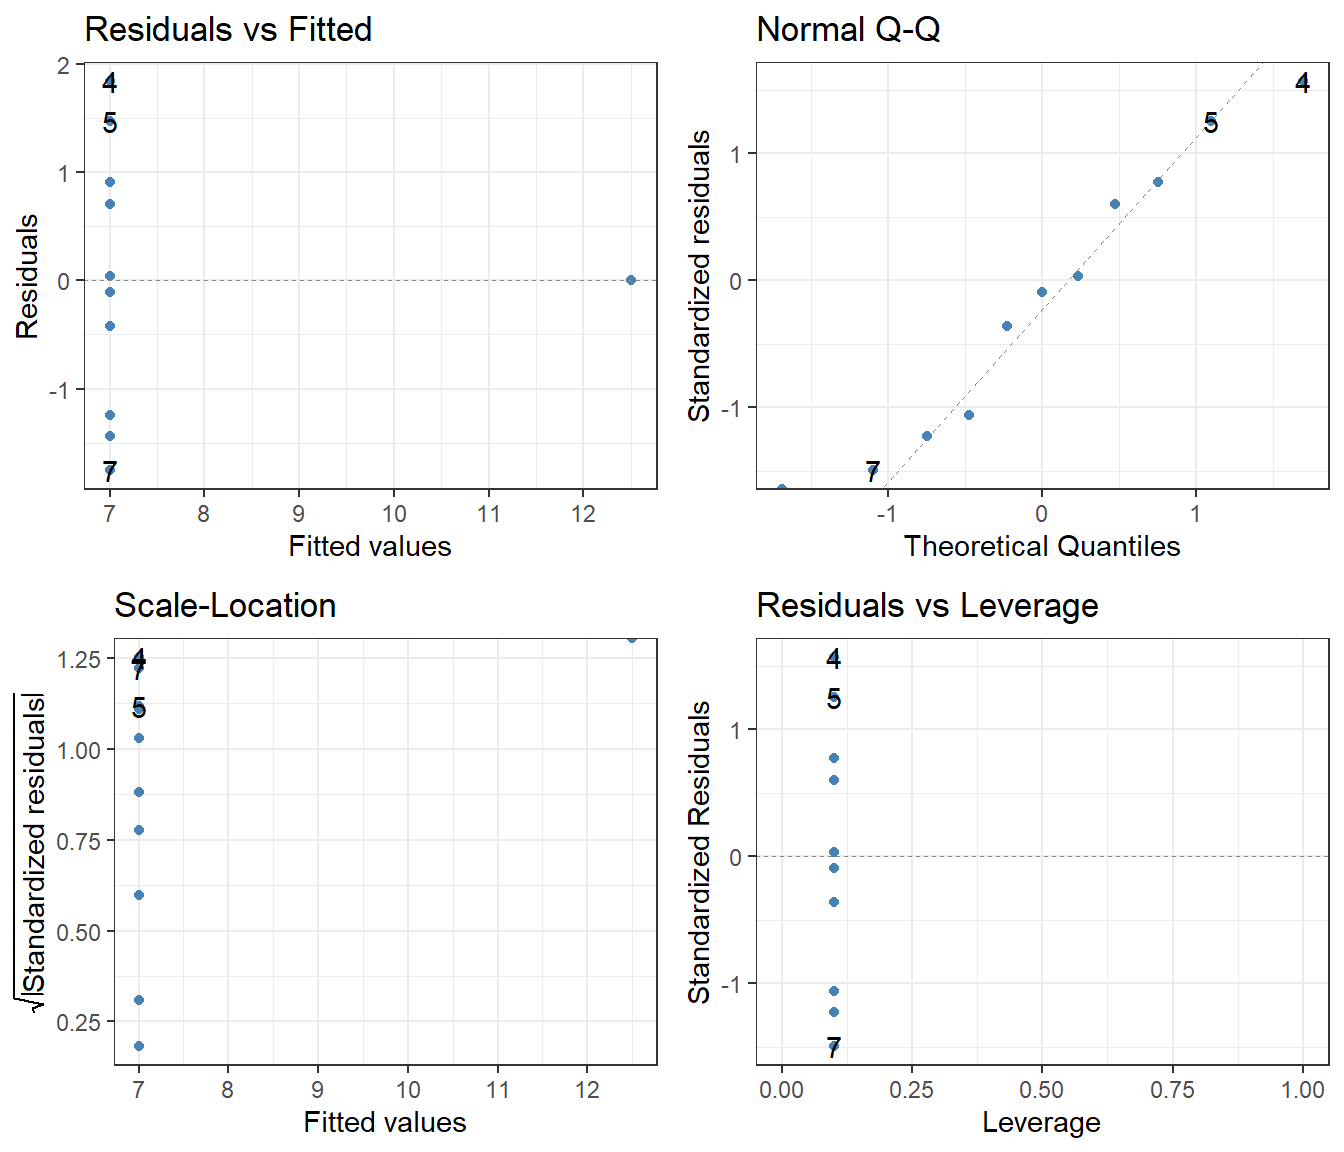 Residuals vs Fitted
2
1
0
-1
Residuals
4
5
7
7 8 9 10 11 12
Fitted values
Normal Q-Q
1
0
-1
Standardized residuals
4
5
7
-1 0 1
Theoretical Quantiles
Scale-Location
1.25
1.00
0.75
0.50
0.25
√|Standardized residuals|
4
7
5
7 8 9 10 11 12
Fitted values
Residuals vs Leverage
1
0
-1
Standardized Residuals
4
5
7
0.00 0.25 0.50 0.75 1.00
Leverage